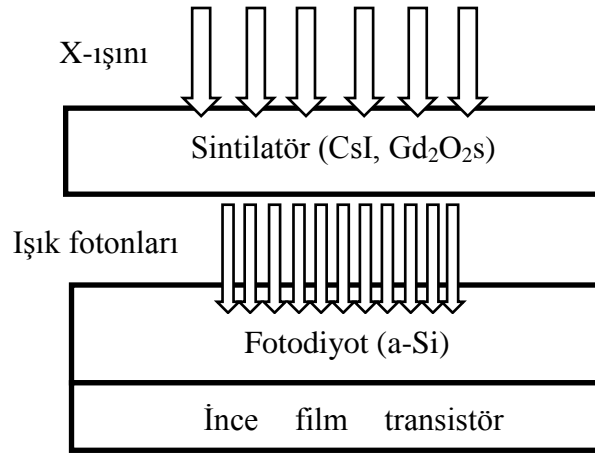 X-ışını
Sintilatör (CsI, Gd₂O₂s)
Işık fotonları
Fotodiyot (a-Si)
İnce film transistör